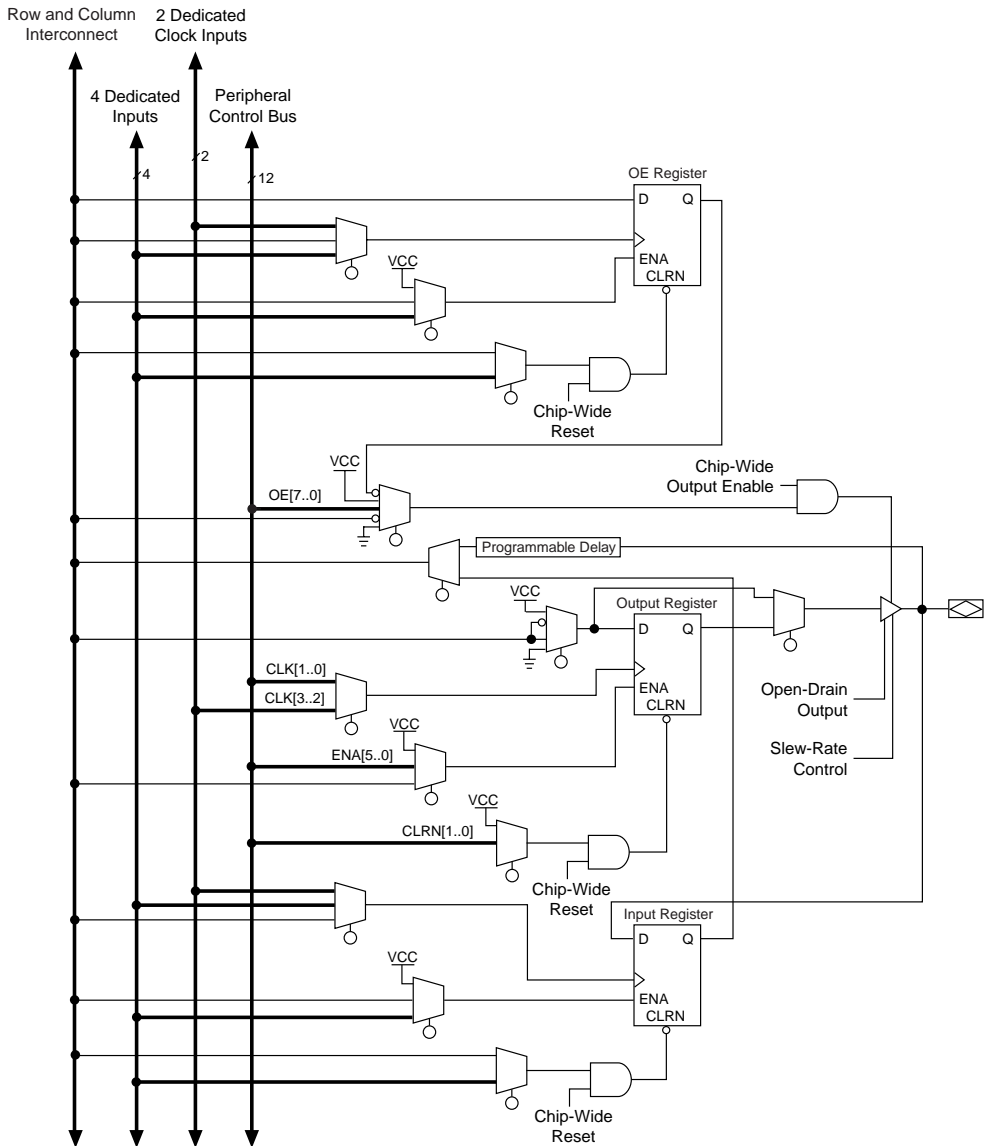 Row and Column
Interconnect
2 Dedicated
Clock Inputs
4 Dedicated
Inputs
Peripheral
Control Bus
2
4
12
OE Register
D Q
ENA
CLRN
VCC
Chip-Wide
Reset
VCC
OE[7..0]
Chip-Wide
Output Enable
Programmable Delay
VCC
Output Register
D Q
ENA
CLRN
CLK[1..0]
CLK[3..2]
Open-Drain
Output
VCC
ENA[5..0]
Slew-Rate
Control
VCC
CLRN[1..0]
Chip-Wide
Reset
Input Register
D Q
ENA
CLRN
VCC
Chip-Wide
Reset